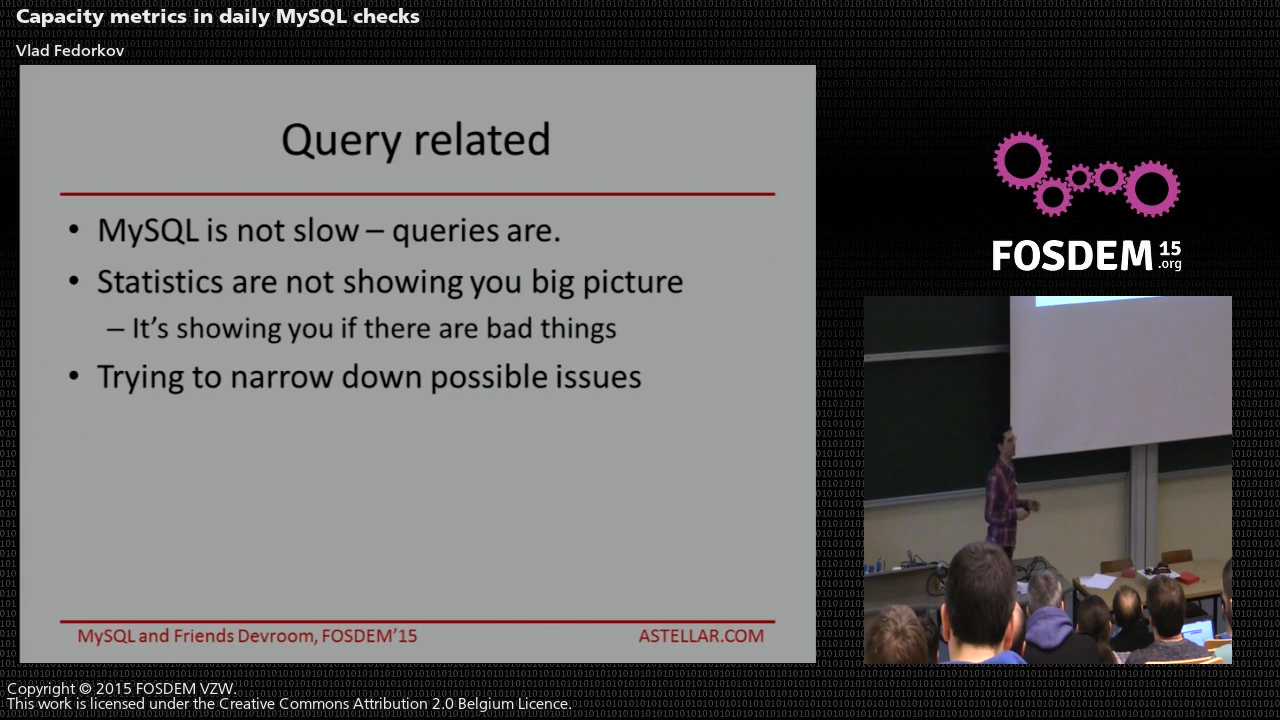 Capacity metrics in daily MySQL checks
Vlad Fedorkov
Query related
• MySQL is not slow – queries are.
• Statistics are not showing you big picture
– It's showing you if there are bad things
• Trying to narrow down possible issues
MySQL and Friends Devroom, FOSDEM'15
ASTELLAR.COM
FOSDEM 15
.org
Copyright © 2015 FOSDEM VZW.
This work is licensed under the Creative Commons Attribution 2.0 Belgium Licence.